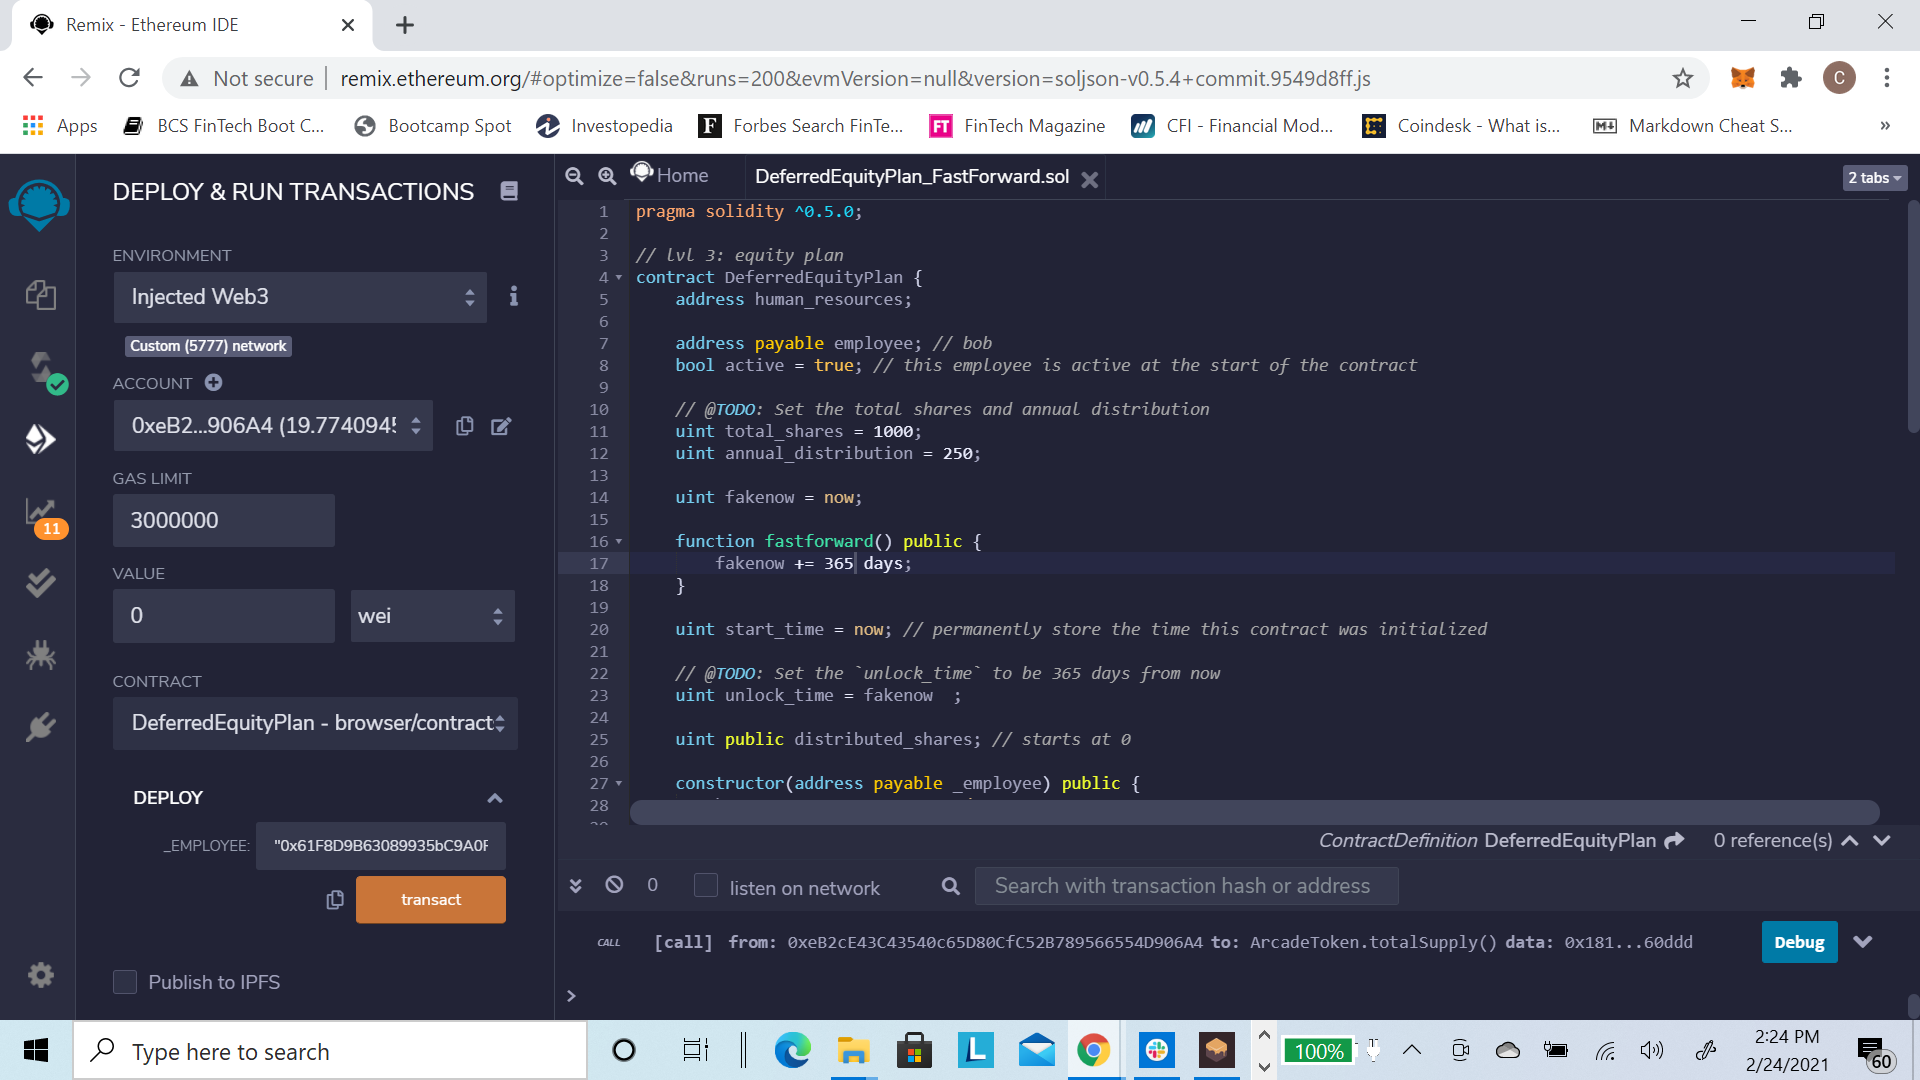 Remix - Ethereum IDE
Not secure | remix.ethereum.org/#optimize=false&runs=200&evmVersion=null&version=soljson-v0.5.4+commit.9549d8ff.js
C
Apps BCS FinTech Boot C... Bootcamp Spot Investopedia F Forbes Search FinTe... FT FinTech Magazine CFI - Financial Mod... Coindesk - What is... Markdown Cheat S... »
DEPLOY & RUN TRANSACTIONS
ENVIRONMENT
Injected Web3
Custom (5777) network
ACCOUNT
0xeB2...906A4 (19.7740945
GAS LIMIT
3000000
11
VALUE
0 wei
CONTRACT
DeferredEquityPlan - browser/contract
DEPLOY
_EMPLOYEE: "0x61F8D9B63089935bC9A0F
transact
Publish to IPFS
Home DeferredEquityPlan_FastForward.sol 2 tabs
1 pragma solidity ^0.5.0;
2
3 // lvl 3: equity plan
4 contract DeferredEquityPlan {
5 address human_resources;
6
7 address payable employee; // bob
8 bool active = true; // this employee is active at the start of the contract
9
10 // @TODO: Set the total shares and annual distribution
11 uint total_shares = 1000;
12 uint annual_distribution = 250;
13
14 uint fakenow = now;
15
16 function fastforward() public {
17 fakenow += 365 days;
18 }
19
20 uint start_time = now; // permanently store the time this contract was initialized
21
22 // @TODO: Set the `unlock_time` to be 365 days from now
23 uint unlock_time = fakenow ;
24
25 uint public distributed_shares; // starts at 0
26
27 constructor(address payable _employee) public {
28
ContractDefinition DeferredEquityPlan 0 reference(s)
0 listen on network Search with transaction hash or address
CALL [call] from: 0xeB2cE43C43540c65D80CfC52B789566554D906A4 to: ArcadeToken.totalSupply() data: 0x181...60ddd Debug
>
Type here to search
L
100%
2:24 PM
2/24/2021
60